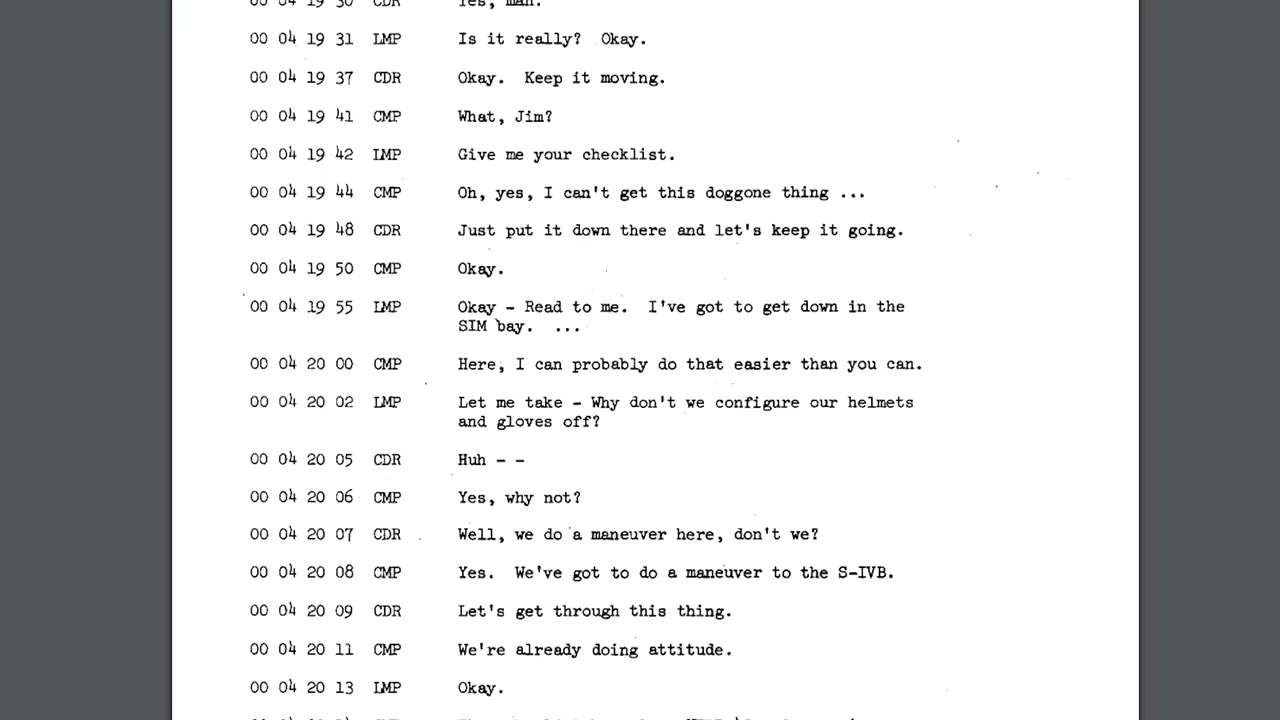 00 04 19 30 CDR Yes, man.
00 04 19 31 LMP Is it really? Okay.
00 04 19 37 CDR Okay. Keep it moving.
00 04 19 41 CMP What, Jim?
00 04 19 42 LMP Give me your checklist.
00 04 19 44 CMP Oh, yes, I can't get this doggone thing ...
00 04 19 48 CDR Just put it down there and let's keep it going.
00 04 19 50 CMP Okay.
00 04 19 55 LMP Okay - Read to me. I've got to get down in the
SIM bay. ...
00 04 20 00 CMP Here, I can probably do that easier than you can.
00 04 20 02 LMP Let me take - Why don't we configure our helmets
and gloves off?
00 04 20 05 CDR Huh - -
00 04 20 06 CMP Yes, why not?
00 04 20 07 CDR Well, we do a maneuver here, don't we?
00 04 20 08 CMP Yes. We've got to do a maneuver to the S-IVB.
00 04 20 09 CDR Let's get through this thing.
00 04 20 11 CMP We're already doing attitude.
00 04 20 13 LMP Okay.